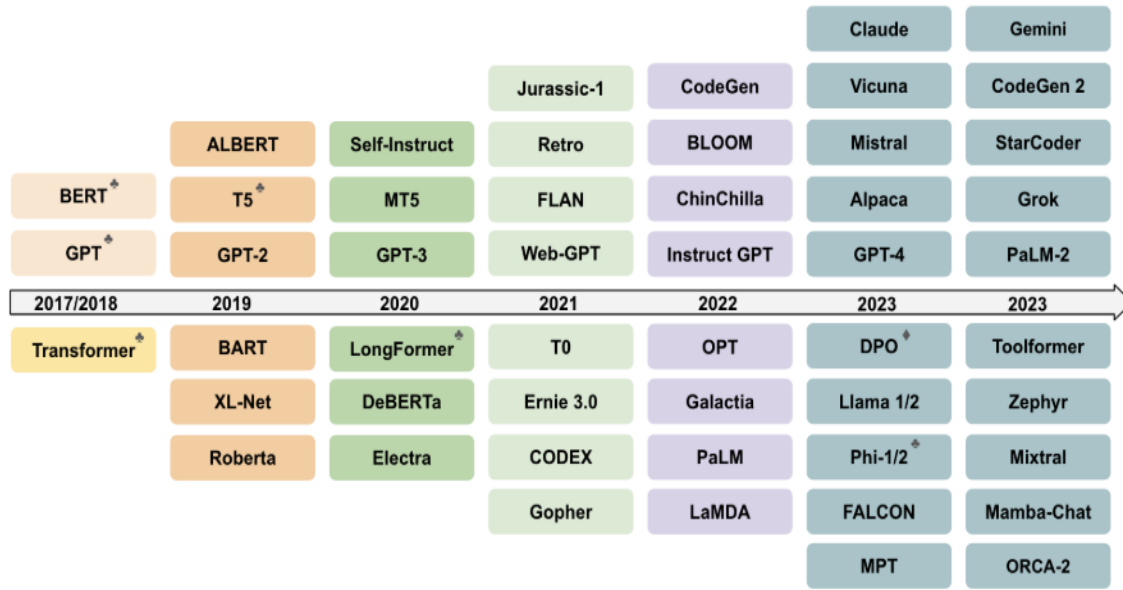 Claude Gemini
Jurassic-1 CodeGen Vicuna CodeGen 2
ALBERT Self-Instruct Retro BLOOM Mistral StarCoder
BERT♣ T5♣ MT5 FLAN ChinChilla Alpaca Grok
GPT♣ GPT-2 GPT-3 Web-GPT Instruct GPT GPT-4 PaLM-2
2017/2018 2019 2020 2021 2022 2023 2023
Transformer♣ BART LongFormer♣ T0 OPT DPO♦ Toolformer
XL-Net DeBERTa Ernie 3.0 Galactia Llama 1/2 Zephyr
Roberta Electra CODEX PaLM Phi-1/2♣ Mixtral
Gopher LaMDA FALCON Mamba-Chat
MPT ORCA-2